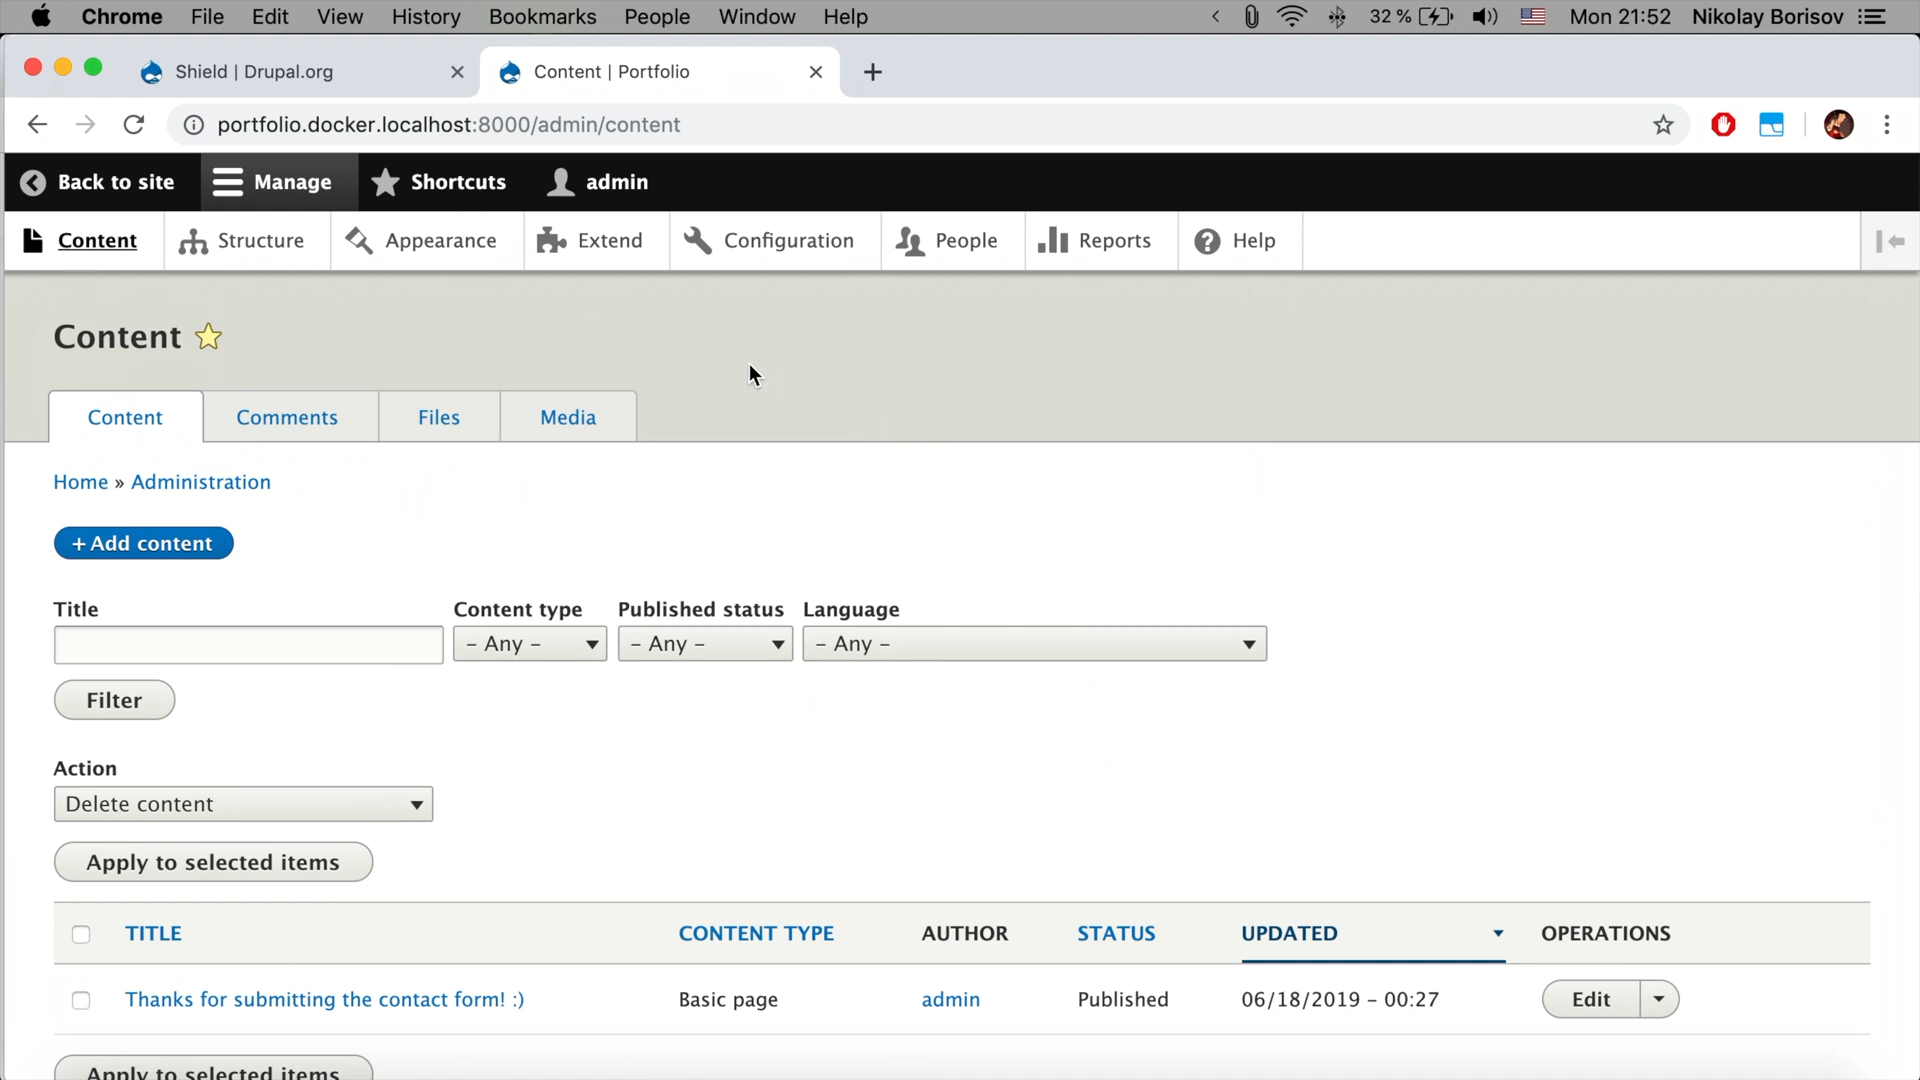 Chrome File Edit View History Bookmarks People Window Help 32 % Mon 21:52 Nikolay Borisov
Shield | Drupal.org Content | Portfolio
portfolio.docker.localhost:8000/admin/content
Back to site Manage Shortcuts admin
Content Structure Appearance Extend Configuration People Reports Help
Content
Content Comments Files Media
Home » Administration
+ Add content
Title Content type Published status Language
– Any – – Any – – Any –
Filter
Action
Delete content
Apply to selected items
TITLE CONTENT TYPE AUTHOR STATUS UPDATED OPERATIONS
Thanks for submitting the contact form! :) Basic page admin Published 06/18/2019 – 00:27 Edit
Apply to selected items